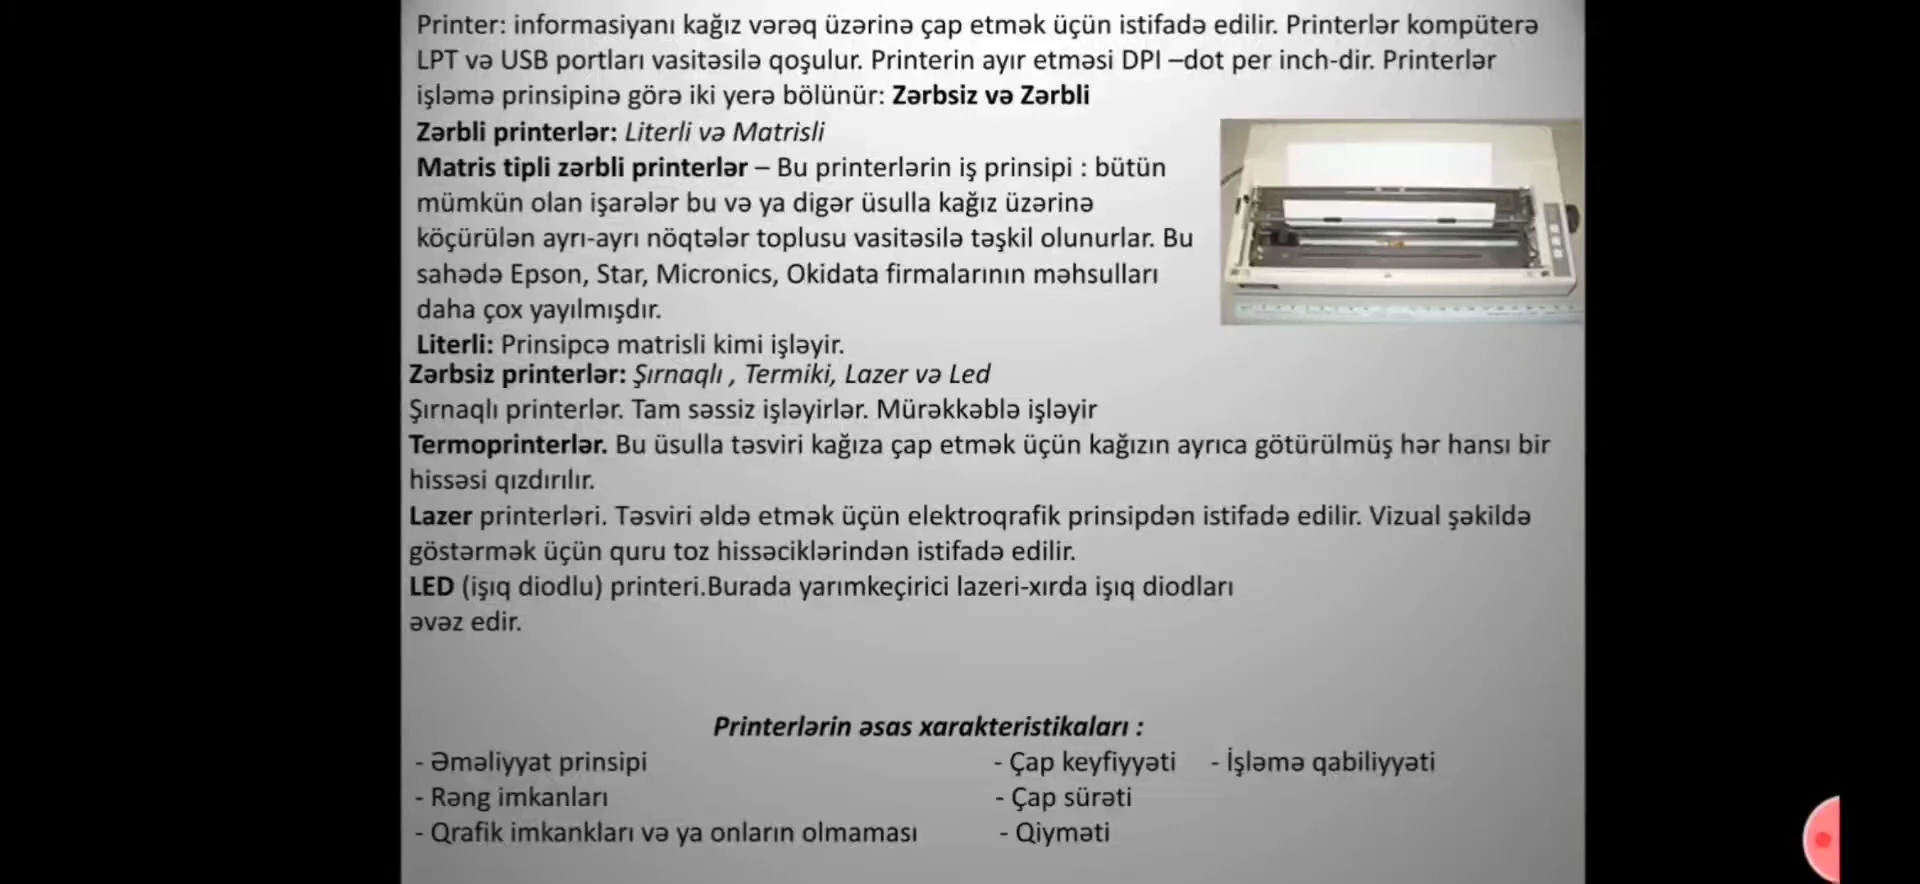 Printer: informasiyanı kağız vərəq üzərinə çap etmək üçün istifadə edilir. Printerlər kompüterə
LPT və USB portları vasitəsilə qoşulur. Printerin ayır etməsi DPI –dot per inch-dir. Printerlər
işləmə prinsipinə görə iki yerə bölünür: Zərbsiz və Zərbli
Zərbli printerlər: Literli və Matrisli
Matris tipli zərbli printerlər – Bu printerlərin iş prinsipi : bütün
mümkün olan işarələr bu və ya digər üsulla kağız üzərinə
köçürülən ayrı-ayrı nöqtələr toplusu vasitəsilə təşkil olunurlar. Bu
sahədə Epson, Star, Micronics, Okidata firmalarının məhsulları
daha çox yayılmışdır.
Literli: Prinsipcə matrisli kimi işləyir.
Zərbsiz printerlər: Şırnaqlı , Termiki, Lazer və Led
Şırnaqlı printerlər. Tam səssiz işləyirlər. Mürəkkəblə işləyir
Termoprinterlər. Bu üsulla təsviri kağıza çap etmək üçün kağızın ayrıca götürülmüş hər hansı bir
hissəsi qızdırılır.
Lazer printerləri. Təsviri əldə etmək üçün elektroqrafik prinsipdən istifadə edilir. Vizual şəkildə
göstərmək üçün quru toz hissəciklərindən istifadə edilir.
LED (işıq diodlu) printeri.Burada yarımkeçirici lazeri-xırda işıq diodları
əvəz edir.
Printerlərin əsas xarakteristikaları :
- Əməliyyat prinsipi - Çap keyfiyyəti - İşləmə qabiliyyəti
- Rəng imkanları - Çap sürəti
- Qrafik imkankları və ya onların olmaması - Qiyməti